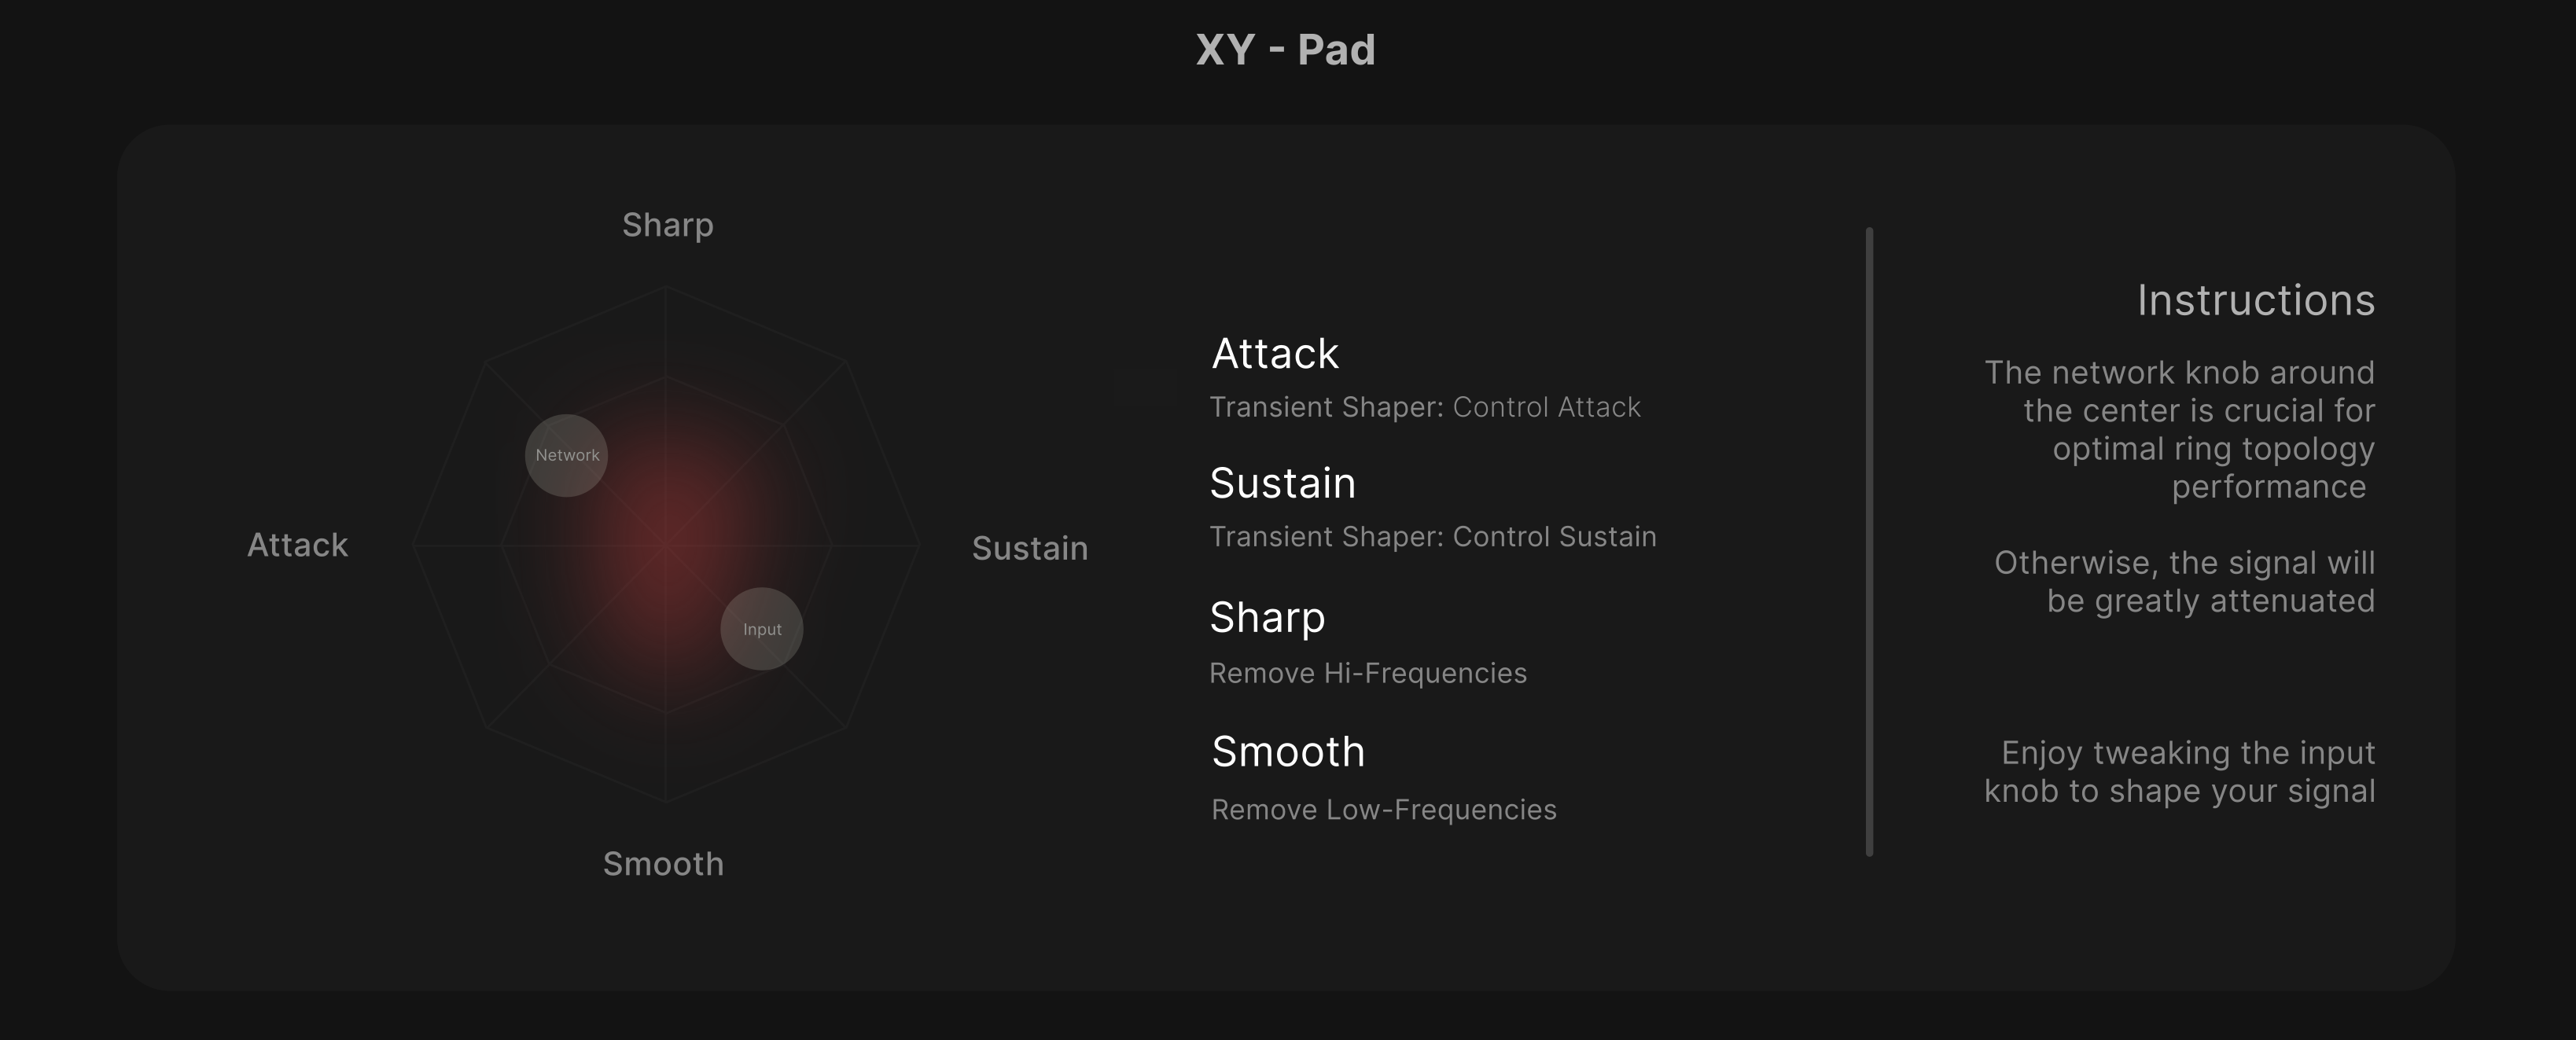 XY - Pad
Sharp
Network
Attack
Sustain
Input
Smooth
Attack
Transient Shaper: Control Attack
Sustain
Transient Shaper: Control Sustain
Sharp
Remove Hi-Frequencies
Smooth
Remove Low-Frequencies
Instructions
The network knob around
the center is crucial for
optimal ring topology
performance
Otherwise, the signal will
be greatly attenuated
Enjoy tweaking the input
knob to shape your signal